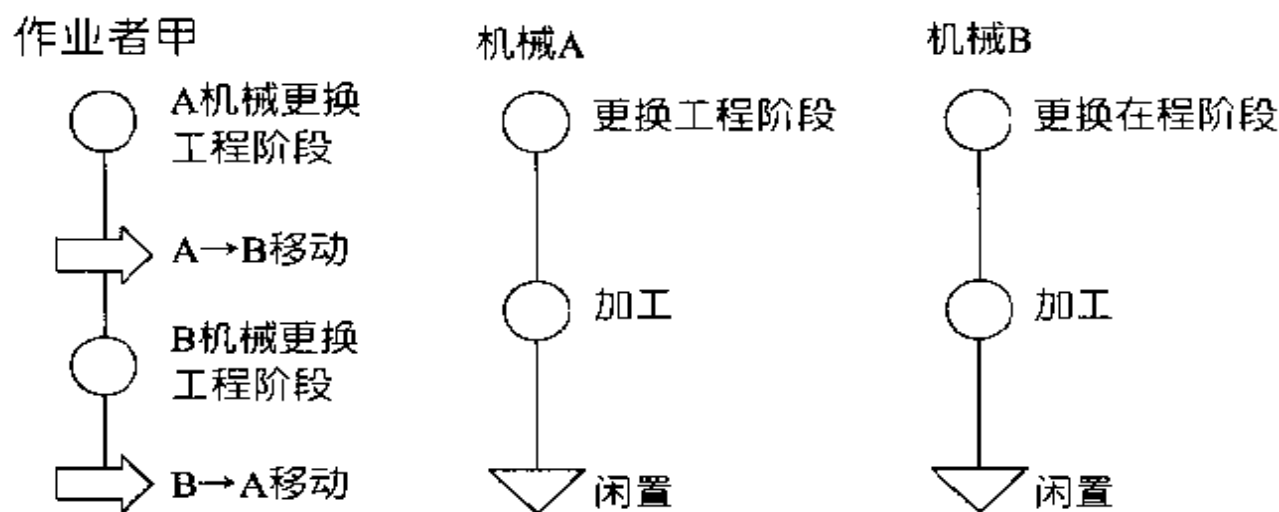 作业者甲
A机械更换
工程阶段
A→B移动
B机械更换
工程阶段
B→A移动
机械A
更换工程阶段
加工
闲置
机械B
更换在程阶段
加工
闲置